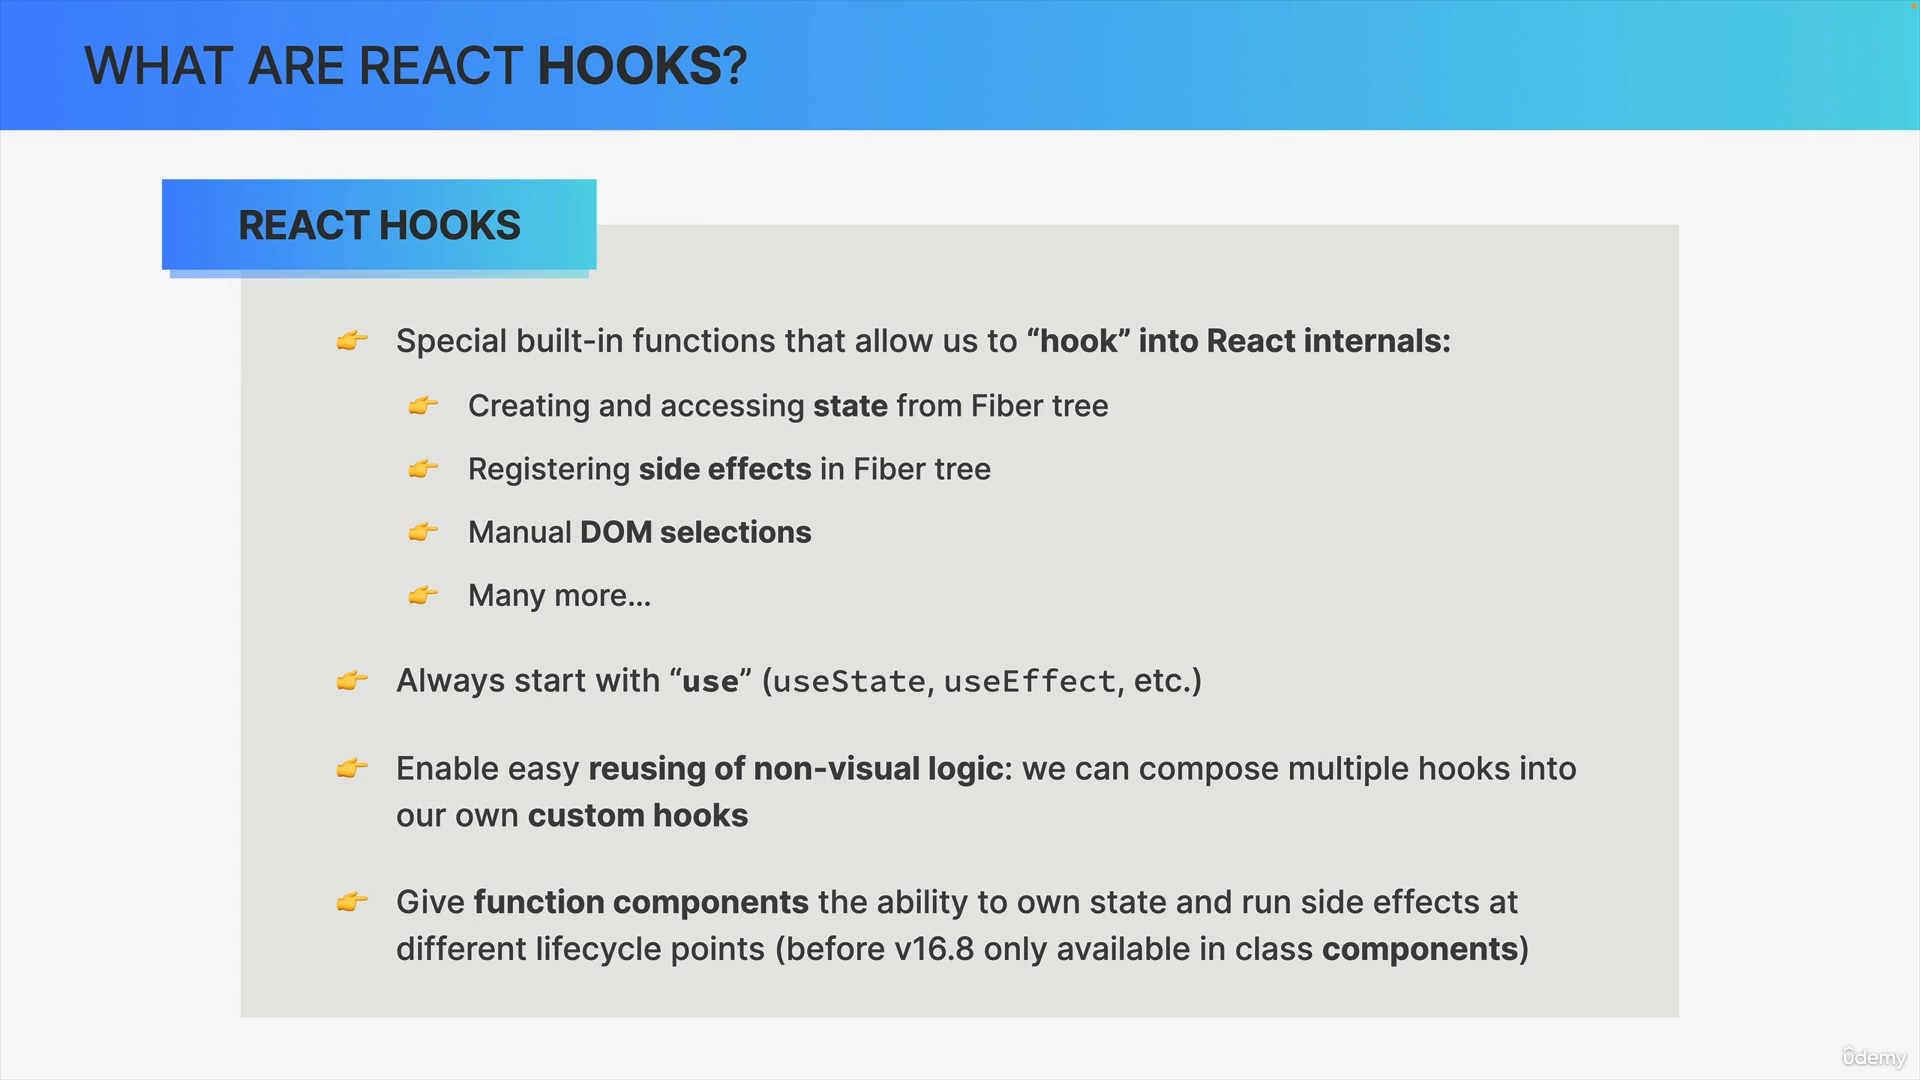 WHAT ARE REACT HOOKS?
REACT HOOKS
👉 Special built-in functions that allow us to “hook” into React internals:
👉 Creating and accessing state from Fiber tree
👉 Registering side effects in Fiber tree
👉 Manual DOM selections
👉 Many more…
👉 Always start with “use” (useState, useEffect, etc.)
👉 Enable easy reusing of non-visual logic: we can compose multiple hooks into
our own custom hooks
👉 Give function components the ability to own state and run side effects at
different lifecycle points (before v16.8 only available in class components)
ûdemy